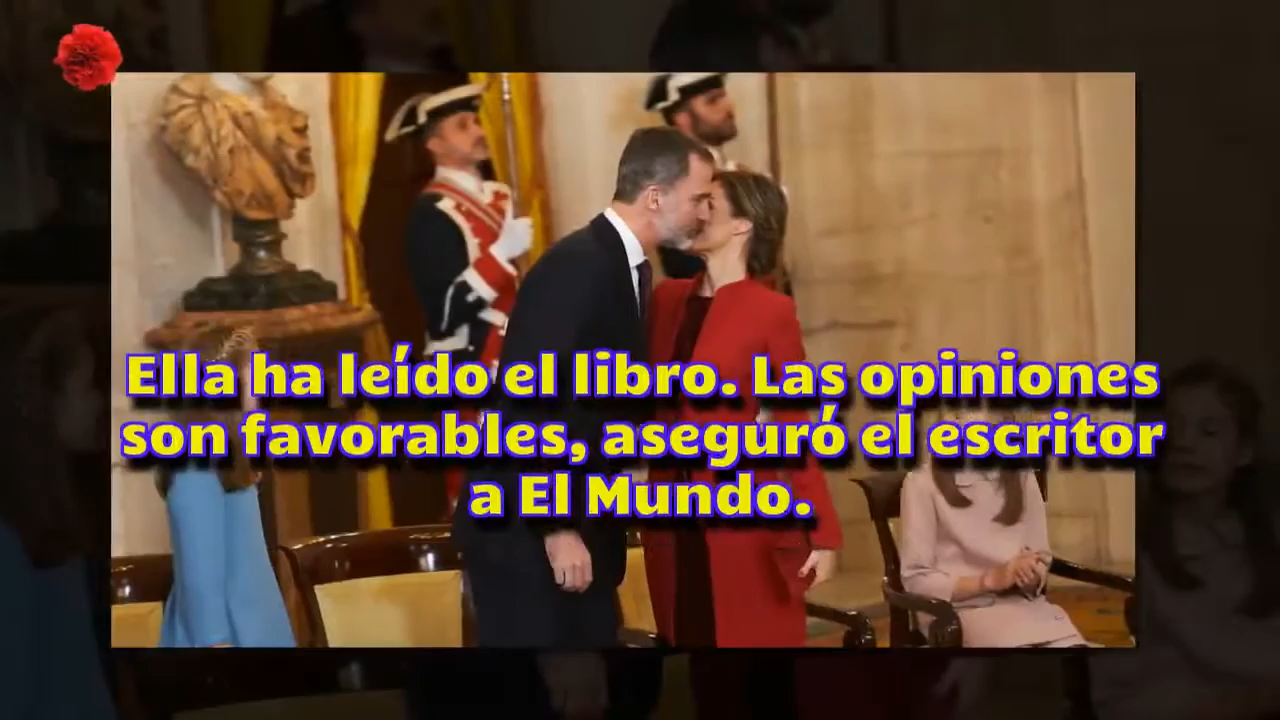 Ella ha leído el libro. Las opiniones
son favorables, aseguró el escritor
a El Mundo.